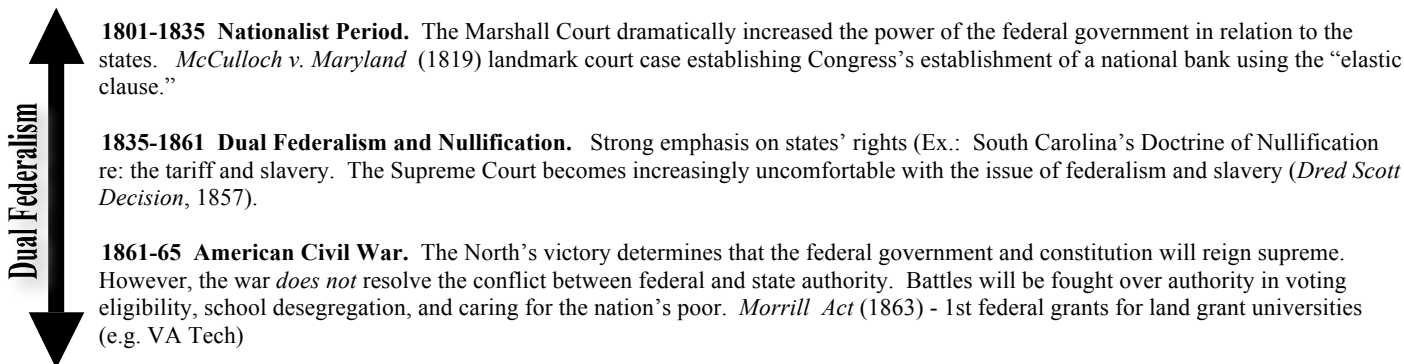 Dual Federalism
1801-1835 Nationalist Period. The Marshall Court dramatically increased the power of the federal government in relation to the
states. McCulloch v. Maryland (1819) landmark court case establishing Congress’s establishment of a national bank using the “elastic
clause.”
1835-1861 Dual Federalism and Nullification. Strong emphasis on states’ rights (Ex.: South Carolina’s Doctrine of Nullification
re: the tariff and slavery. The Supreme Court becomes increasingly uncomfortable with the issue of federalism and slavery (Dred Scott
Decision, 1857).
1861-65 American Civil War. The North’s victory determines that the federal government and constitution will reign supreme.
However, the war does not resolve the conflict between federal and state authority. Battles will be fought over authority in voting
eligibility, school desegregation, and caring for the nation’s poor. Morrill Act (1863) - 1st federal grants for land grant universities
(e.g. VA Tech)